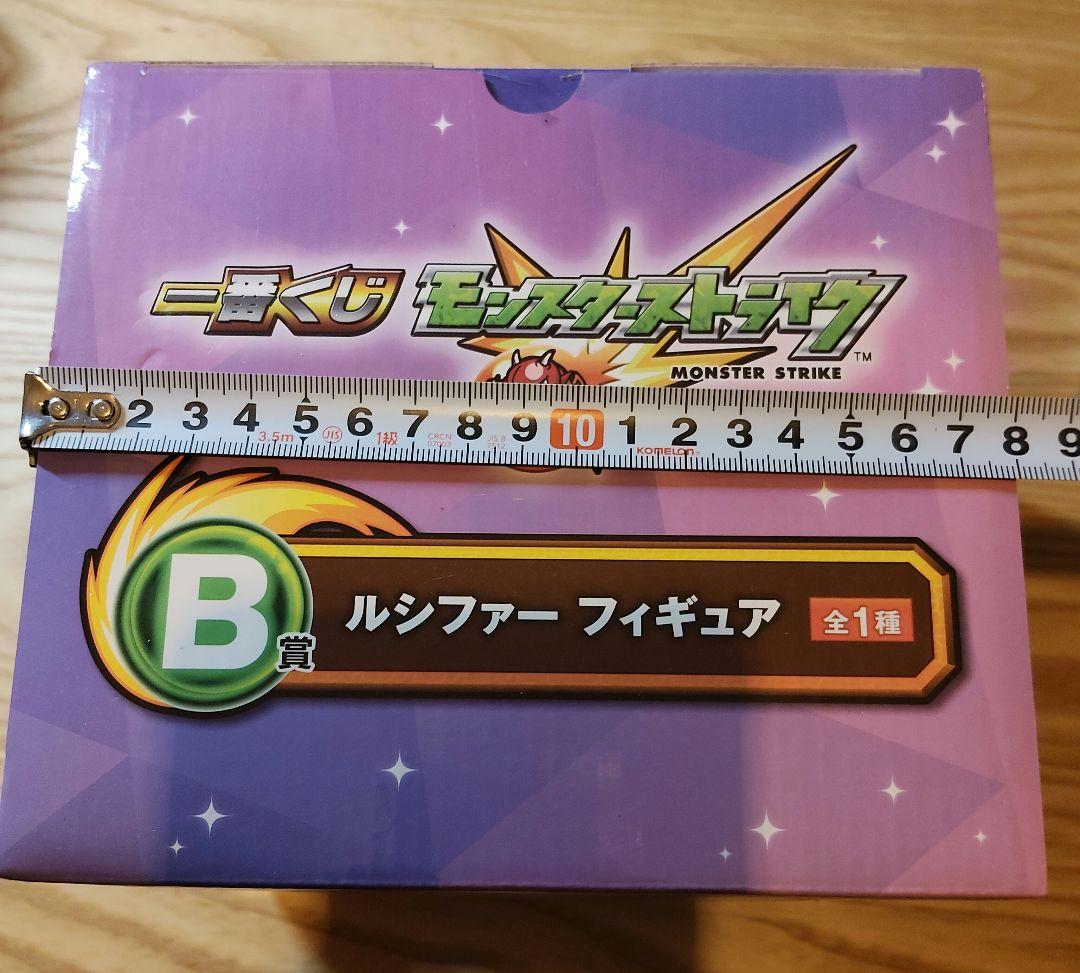 一番くじ モンスターストライク TM
MONSTER STRIKE
2 3 4 5 6 7 8 9 10 1 2 3 4 5 6 7 8 9
3.5m JIS 1級 KOMELON
B賞 ルシファー フィギュア 全1種